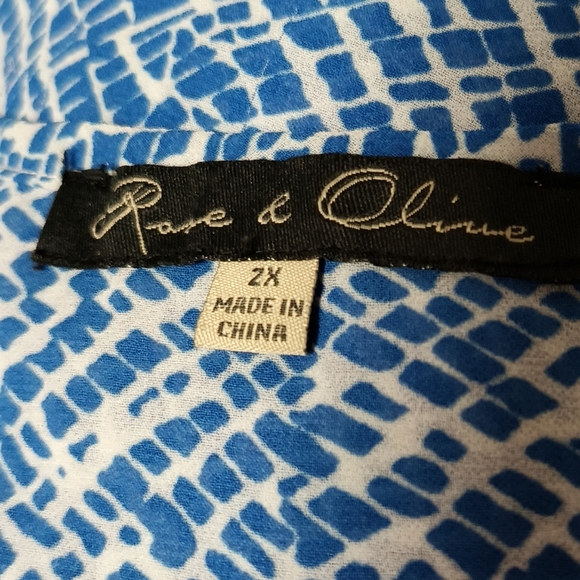 Rose & Olive
2X
MADE IN
CHINA